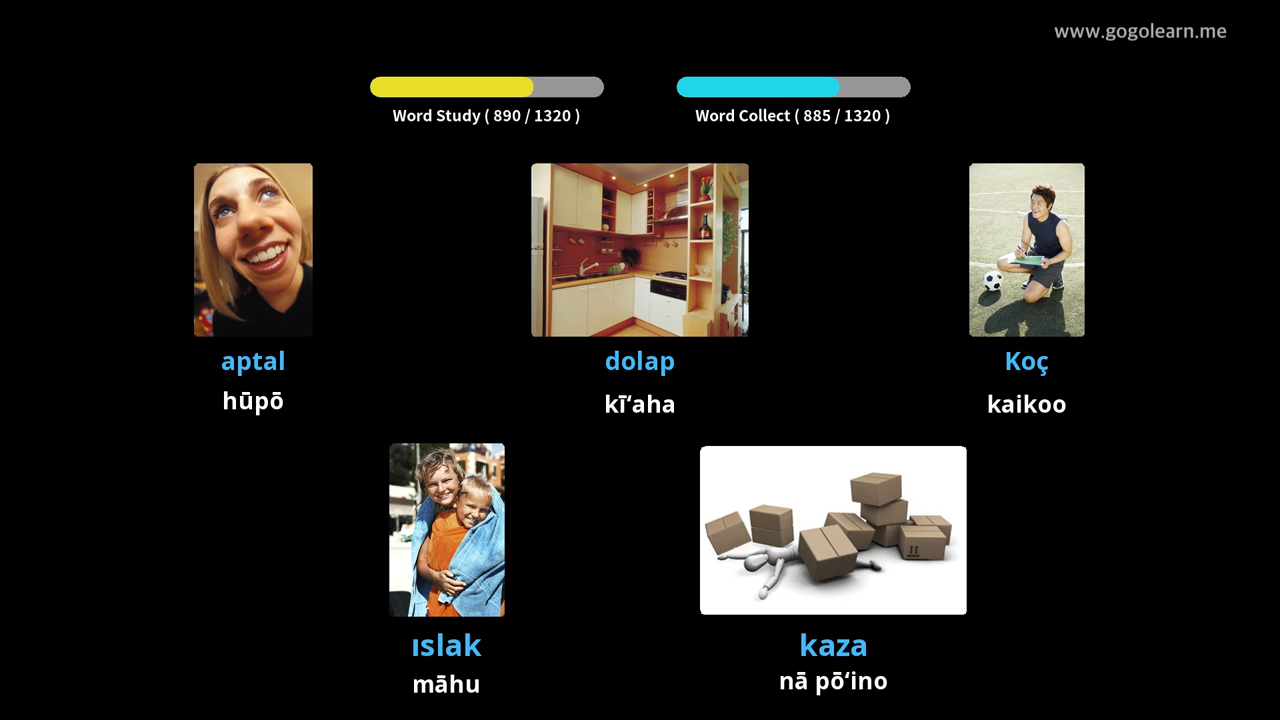 www.gogolearn.me
Word Study ( 890 / 1320 )
Word Collect ( 885 / 1320 )
aptal
hūpō
dolap
kīʻaha
Koç
kaikoo
ıslak
māhu
kaza
nā pōʻino